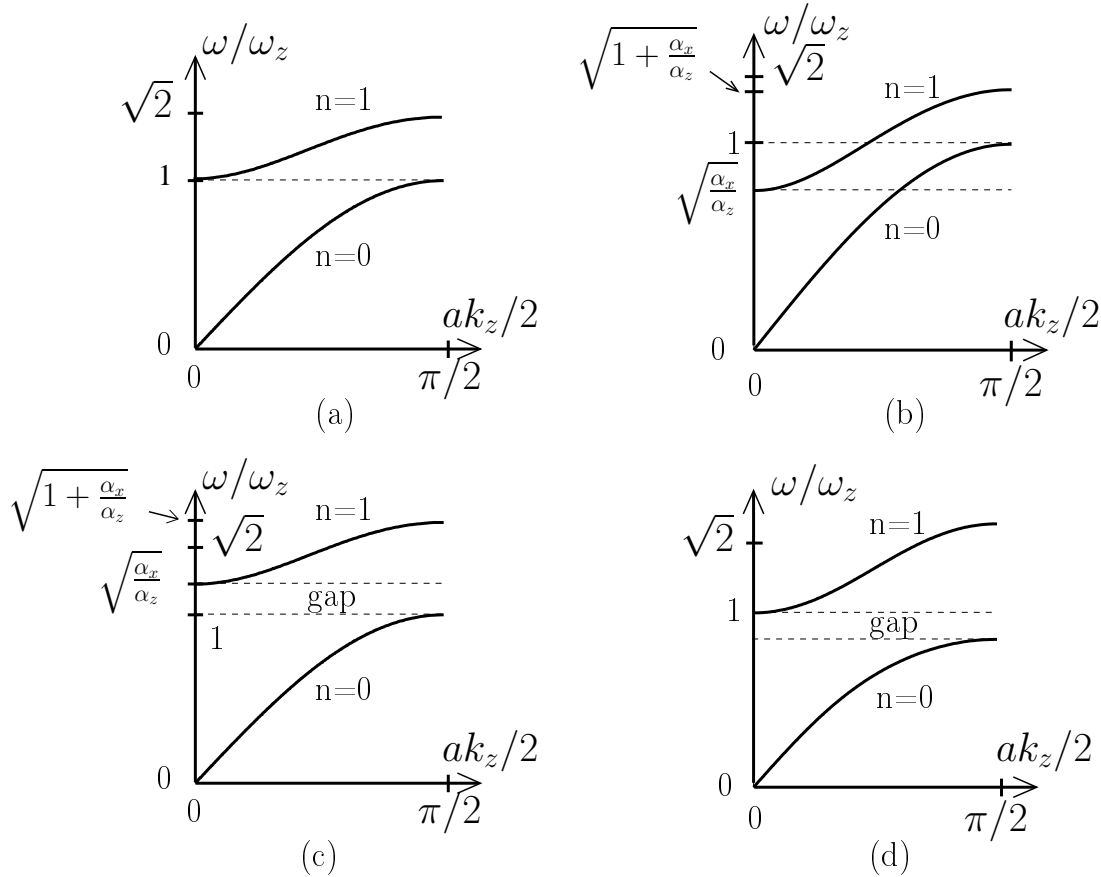 ω/ω_z
√2
n=1
1
n=0
ak_z/2
0
0
π/2
(a)
√(1 + α_x/α_z)
ω/ω_z
√2
n=1
1
√(α_x/α_z)
n=0
ak_z/2
0
0
π/2
(b)
√(1 + α_x/α_z)
ω/ω_z
n=1
√2
√(α_x/α_z)
gap
1
n=0
ak_z/2
0
0
π/2
(c)
ω/ω_z
√2
n=1
1
gap
n=0
ak_z/2
0
0
π/2
(d)